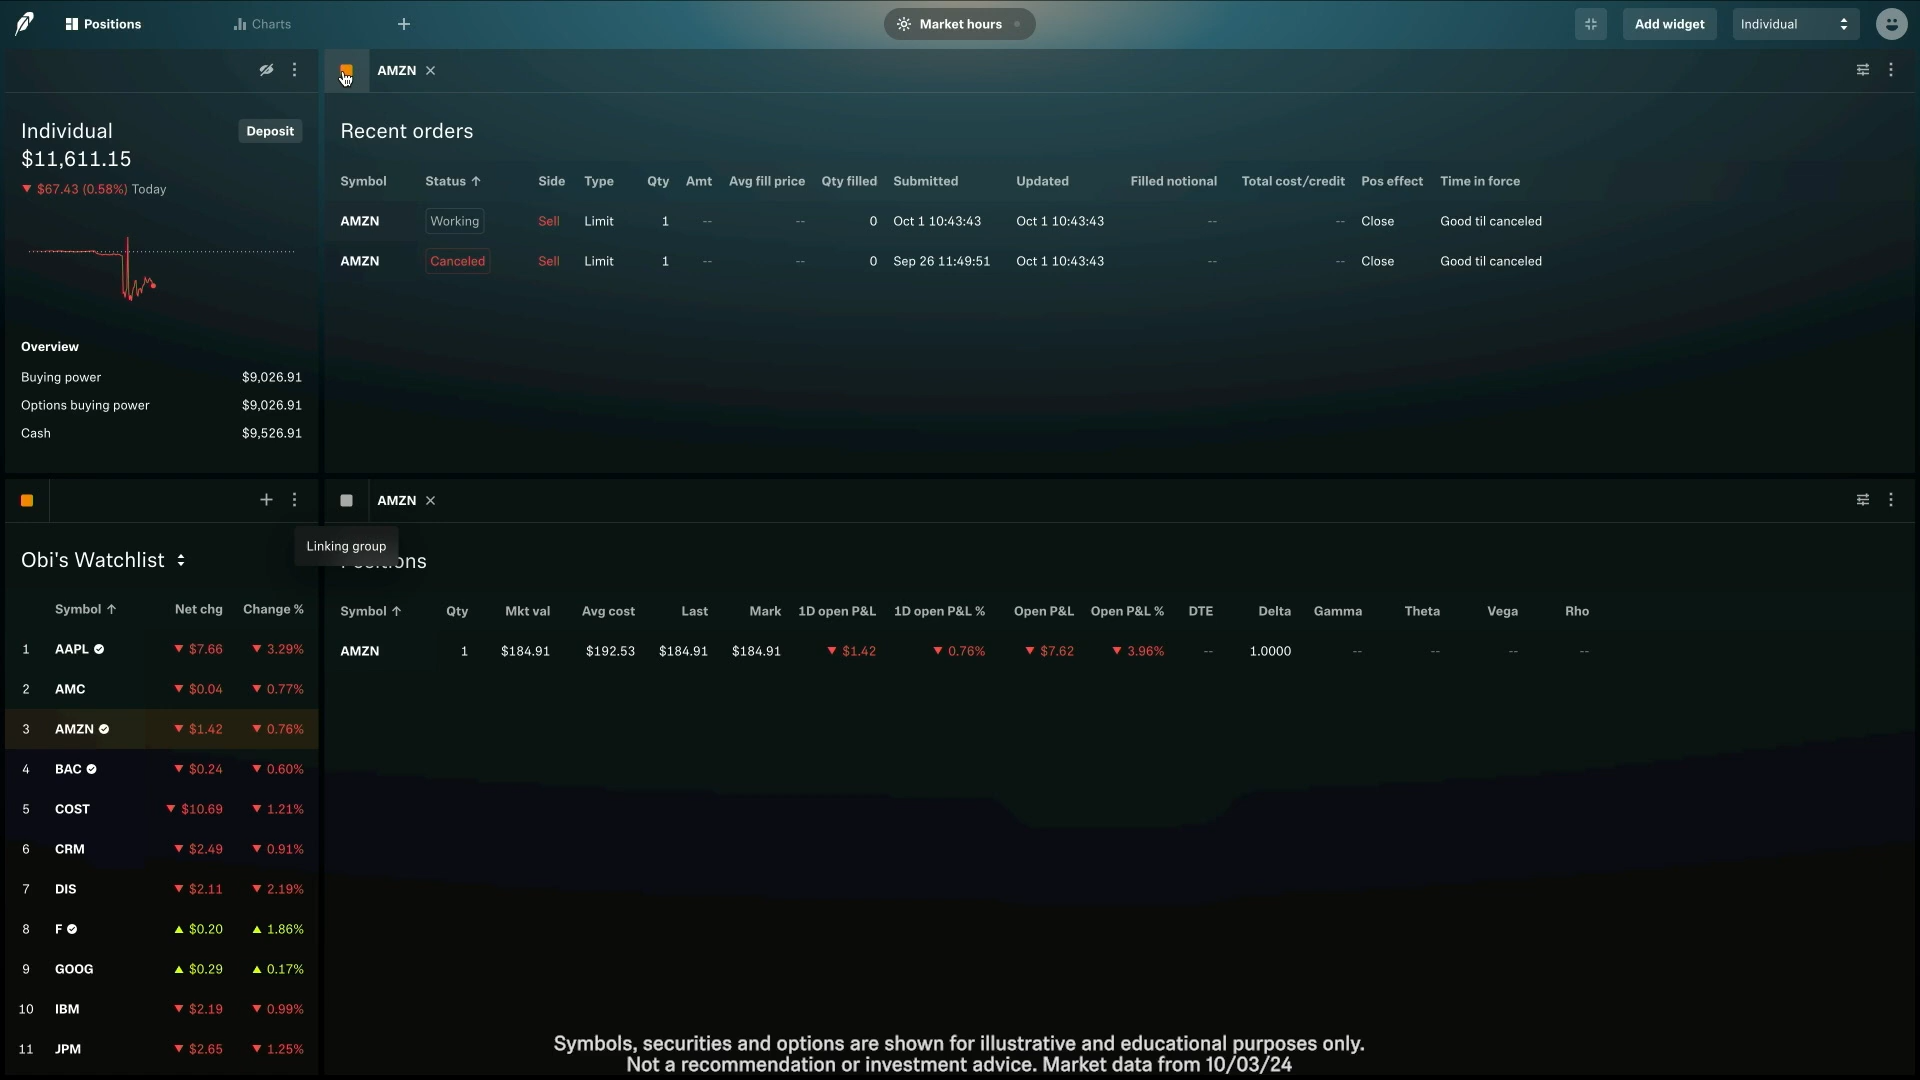 Positions
Charts
Market hours
Add widget
Individual
AMZN
Individual
Deposit
$11,611.15
$67.43 (0.58%) Today
Overview
Buying power $9,026.91
Options buying power $9,026.91
Cash $9,526.91
Recent orders
Symbol Status Side Type Qty Amt Avg fill price Qty filled Submitted Updated Filled notional Total cost/credit Pos effect Time in force
AMZN Working Sell Limit 1 -- -- 0 Oct 1 10:43:43 Oct 1 10:43:43 -- -- Close Good til canceled
AMZN Canceled Sell Limit 1 -- -- 0 Sep 26 11:49:51 Oct 1 10:43:43 -- -- Close Good til canceled
Obi's Watchlist
Symbol Net chg Change %
1 AAPL $7.66 3.29%
2 AMC $0.04 0.77%
3 AMZN $1.42 0.76%
4 BAC $0.24 0.60%
5 COST $10.69 1.21%
6 CRM $2.49 0.91%
7 DIS $2.11 2.19%
8 F $0.20 1.86%
9 GOOG $0.29 0.17%
10 IBM $2.19 0.99%
11 JPM $2.65 1.25%
AMZN
Linking group
Positions
Symbol Qty Mkt val Avg cost Last Mark 1D open P&L 1D open P&L % Open P&L Open P&L % DTE Delta Gamma Theta Vega Rho
AMZN 1 $184.91 $192.53 $184.91 $184.91 $1.42 0.76% $7.62 3.96% -- 1.0000 -- -- -- --
Symbols, securities and options are shown for illustrative and educational purposes only.
Not a recommendation or investment advice. Market data from 10/03/24